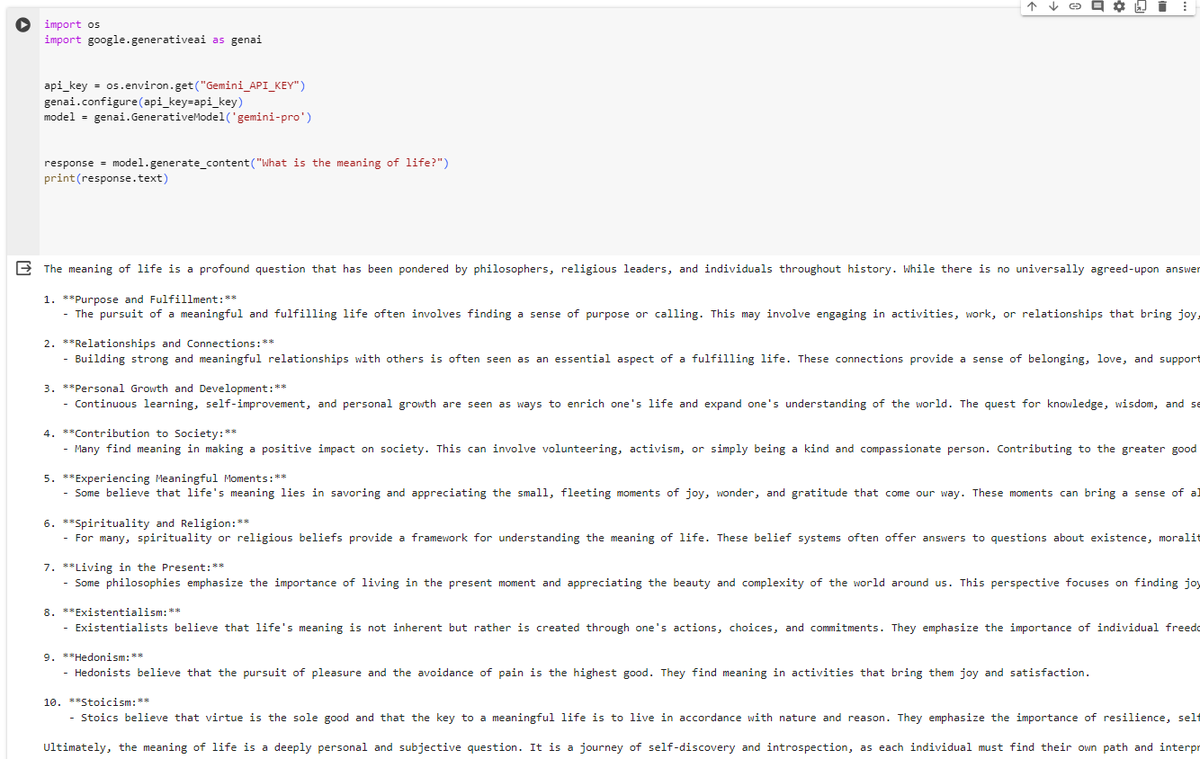 import os
import google.generativeai as genai
api_key = os.environ.get("Gemini_API_KEY")
genai.configure(api_key=api_key)
model = genai.GenerativeModel('gemini-pro')
response = model.generate_content("What is the meaning of life?")
print(response.text)
The meaning of life is a profound question that has been pondered by philosophers, religious leaders, and individuals throughout history. While there is no universally agreed-upon answer
1. **Purpose and Fulfillment:**
- The pursuit of a meaningful and fulfilling life often involves finding a sense of purpose or calling. This may involve engaging in activities, work, or relationships that bring joy,
2. **Relationships and Connections:**
- Building strong and meaningful relationships with others is often seen as an essential aspect of a fulfilling life. These connections provide a sense of belonging, love, and support
3. **Personal Growth and Development:**
- Continuous learning, self-improvement, and personal growth are seen as ways to enrich one's life and expand one's understanding of the world. The quest for knowledge, wisdom, and se
4. **Contribution to Society:**
- Many find meaning in making a positive impact on society. This can involve volunteering, activism, or simply being a kind and compassionate person. Contributing to the greater good
5. **Experiencing Meaningful Moments:**
- Some believe that life's meaning lies in savoring and appreciating the small, fleeting moments of joy, wonder, and gratitude that come our way. These moments can bring a sense of al
6. **Spirituality and Religion:**
- For many, spirituality or religious beliefs provide a framework for understanding the meaning of life. These belief systems often offer answers to questions about existence, moralit
7. **Living in the Present:**
- Some philosophies emphasize the importance of living in the present moment and appreciating the beauty and complexity of the world around us. This perspective focuses on finding joy
8. **Existentialism:**
- Existentialists believe that life's meaning is not inherent but rather is created through one's actions, choices, and commitments. They emphasize the importance of individual freedo
9. **Hedonism:**
- Hedonists believe that the pursuit of pleasure and the avoidance of pain is the highest good. They find meaning in activities that bring them joy and satisfaction.
10. **Stoicism:**
- Stoics believe that virtue is the sole good and that the key to a meaningful life is to live in accordance with nature and reason. They emphasize the importance of resilience, self
Ultimately, the meaning of life is a deeply personal and subjective question. It is a journey of self-discovery and introspection, as each individual must find their own path and interpr